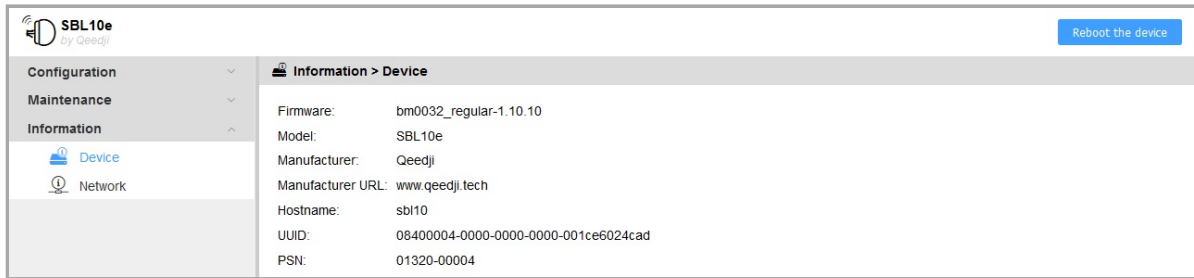 SBL10e
by Qeedji
Reboot the device
Configuration
Maintenance
Information
Device
Network
Information > Device
Firmware: bm0032_regular-1.10.10
Model: SBL10e
Manufacturer: Qeedji
Manufacturer URL: www.qeedji.tech
Hostname: sbl10
UUID: 08400004-0000-0000-0000-001ce6024cad
PSN: 01320-00004